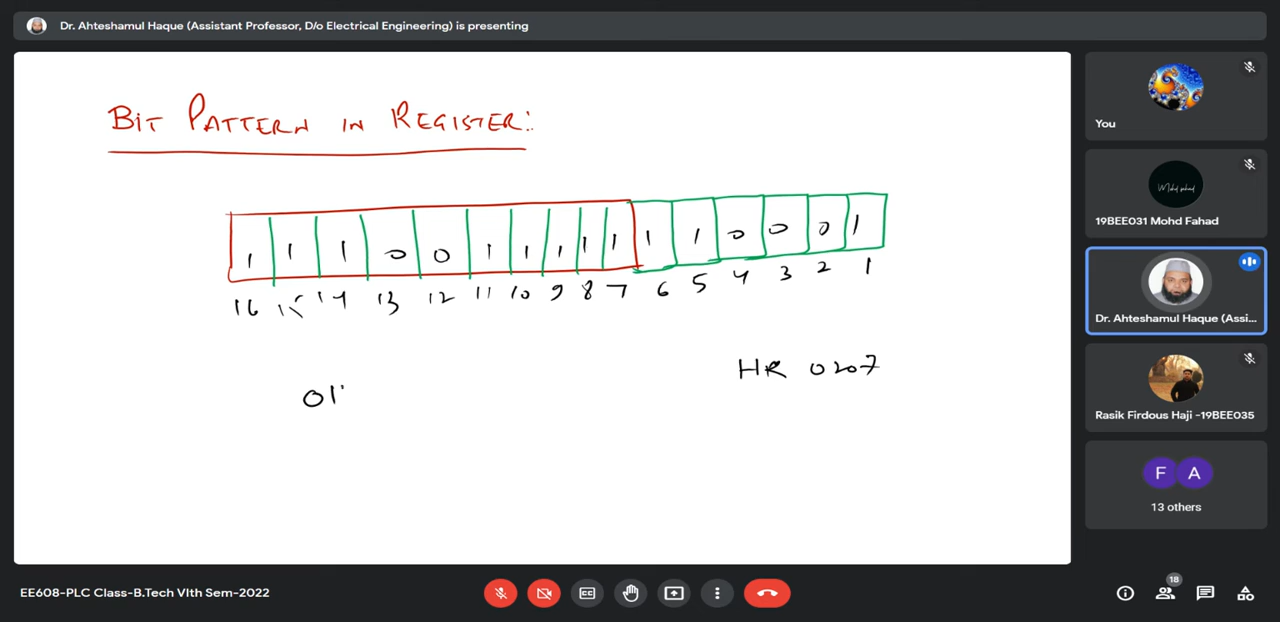 Dr. Ahteshamul Haque (Assistant Professor, D/o Electrical Engineering) is presenting
BIT PATTERN IN REGISTER:
1 1 1 0 0 1 1 1 1 1 1 1 0 0 0 1
16 15 14 13 12 11 10 9 8 7 6 5 4 3 2 1
HR 0207
01
You
Mohd fahad
19BEE031 Mohd Fahad
Dr. Ahteshamul Haque (Assi...
Rasik Firdous Haji -19BEE035
F A
13 others
EE608-PLC Class-B.Tech VIth Sem-2022
CC
18